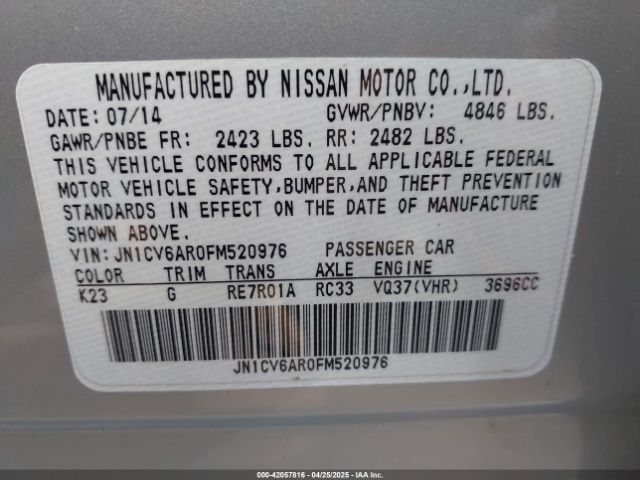 MANUFACTURED BY NISSAN MOTOR CO.,LTD.
DATE: 07/14 GVWR/PNBV: 4846 LBS.
GAWR/PNBE FR: 2423 LBS. RR: 2482 LBS.
THIS VEHICLE CONFORMS TO ALL APPLICABLE FEDERAL
MOTOR VEHICLE SAFETY,BUMPER,AND THEFT PREVENTION
STANDARDS IN EFFECT ON THE DATE OF MANUFACTURE
SHOWN ABOVE.
VIN: JN1CV6AR0FM520976 PASSENGER CAR
COLOR TRIM TRANS AXLE ENGINE
K23 G RE7R01A RC33 VQ37(VHR) 3696CC
JN1CV6AR0FM520976
000-42057816 - 04/25/2025 - IAA Inc.